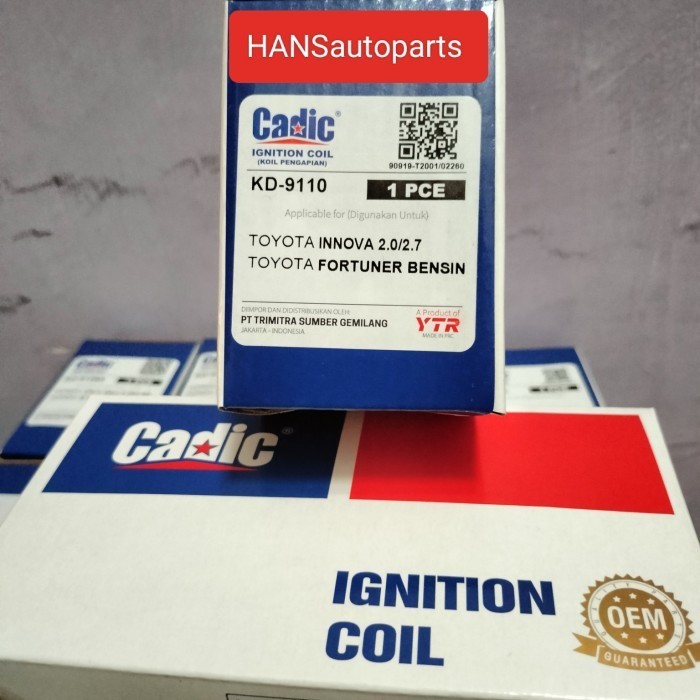 HANSautoparts
Cadic®
IGNITION COIL
(KOIL PENGAPIAN)
90919-T2001/02260
KD-9110
1 PCE
Applicable for (Digunakan Untuk)
TOYOTA INNOVA 2.0/2.7
TOYOTA FORTUNER BENSIN
DIIMPOR DAN DIDISTRIBUSIKAN OLEH:
PT TRIMITRA SUMBER GEMILANG
JAKARTA - INDONESIA
A Product of
YTR
MADE IN PRC
Cadic
Cadic®
IGNITION
COIL
OEM
GUARANTEED